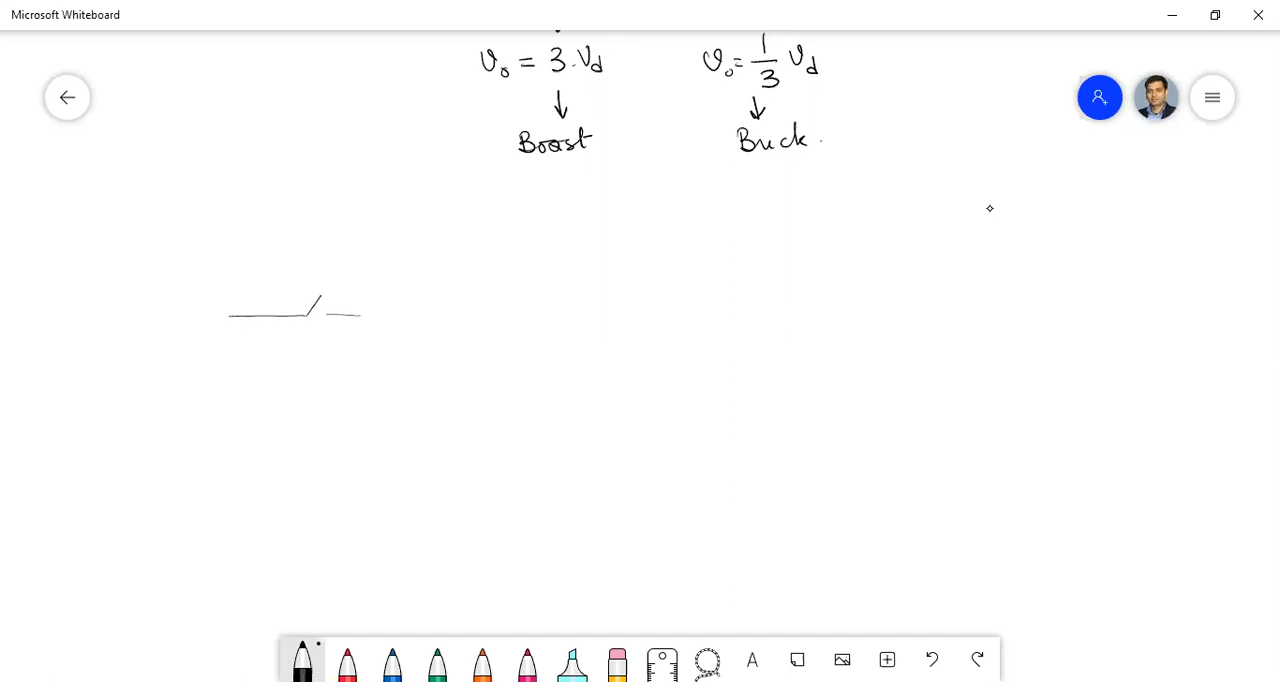 Microsoft Whiteboard
v₀ = 3.Vd
v₀ = 1/3 Vd
↓ ↓
Boost
Buck.
A